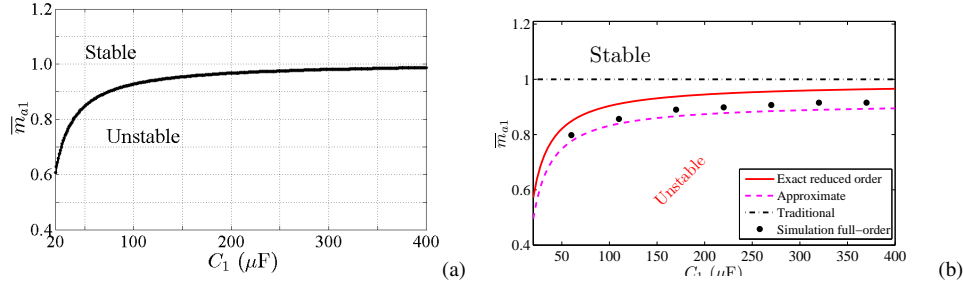 1.2
1.0
0.8
0.6
0.4
m̅a1
Stable
Unstable
20 100 200 300 400
C1 (μF)
(a)
1.2
1
0.8
0.6
0.4
m̅a1
Stable
Unstable
Exact reduced order
Approximate
Traditional
Simulation full−order
50 100 150 200 250 300 350 400
C1 (μF)
(b)